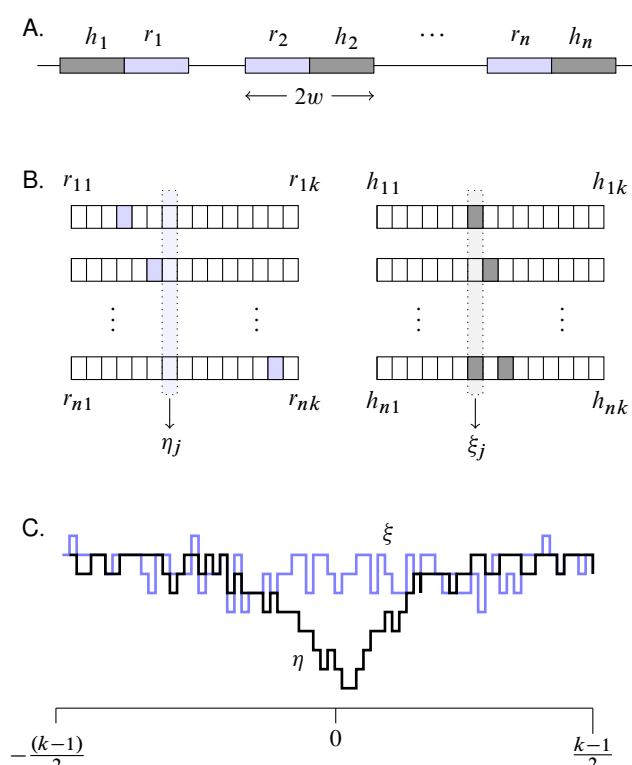 A.
h₁ r₁ r₂ h₂ ⋯ rₙ hₙ
2w
B.
r₁₁ r₁ₖ h₁₁ h₁ₖ
⋮ ⋮ ⋮ ⋮
rₙ₁ rₙₖ hₙ₁ hₙₖ
ηⱼ ξⱼ
C.
ξ
η
0
−(k−1)/2 k−1/2